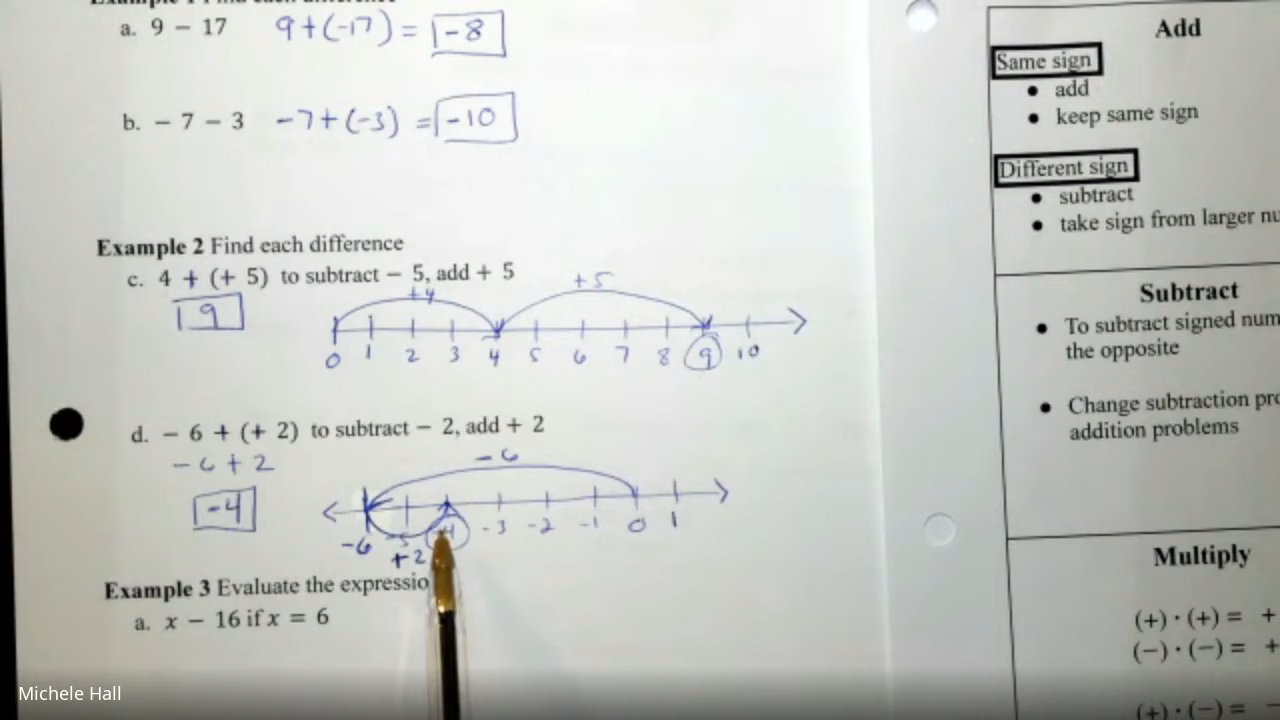 a. 9 − 17 9 + (-17) = -8
b. − 7 − 3 -7 + (-3) = -10
Example 2 Find each difference
c. 4 + (+ 5) to subtract − 5, add + 5
9
+4 +5
0 1 2 3 4 5 6 7 8 9 10
d. − 6 + (+ 2) to subtract − 2, add + 2
-6 + 2
-4
-6
-6 -5 -4 -3 -2 -1 0 1
+2
Example 3 Evaluate the expressio
a. x − 16 if x = 6
Michele Hall
Add
Same sign
• add
• keep same sign
Different sign
• subtract
• take sign from larger nu
Subtract
• To subtract signed num
the opposite
• Change subtraction pro
addition problems
Multiply
(+) · (+) = +
(−) · (−) = +
(+) · (−) = −